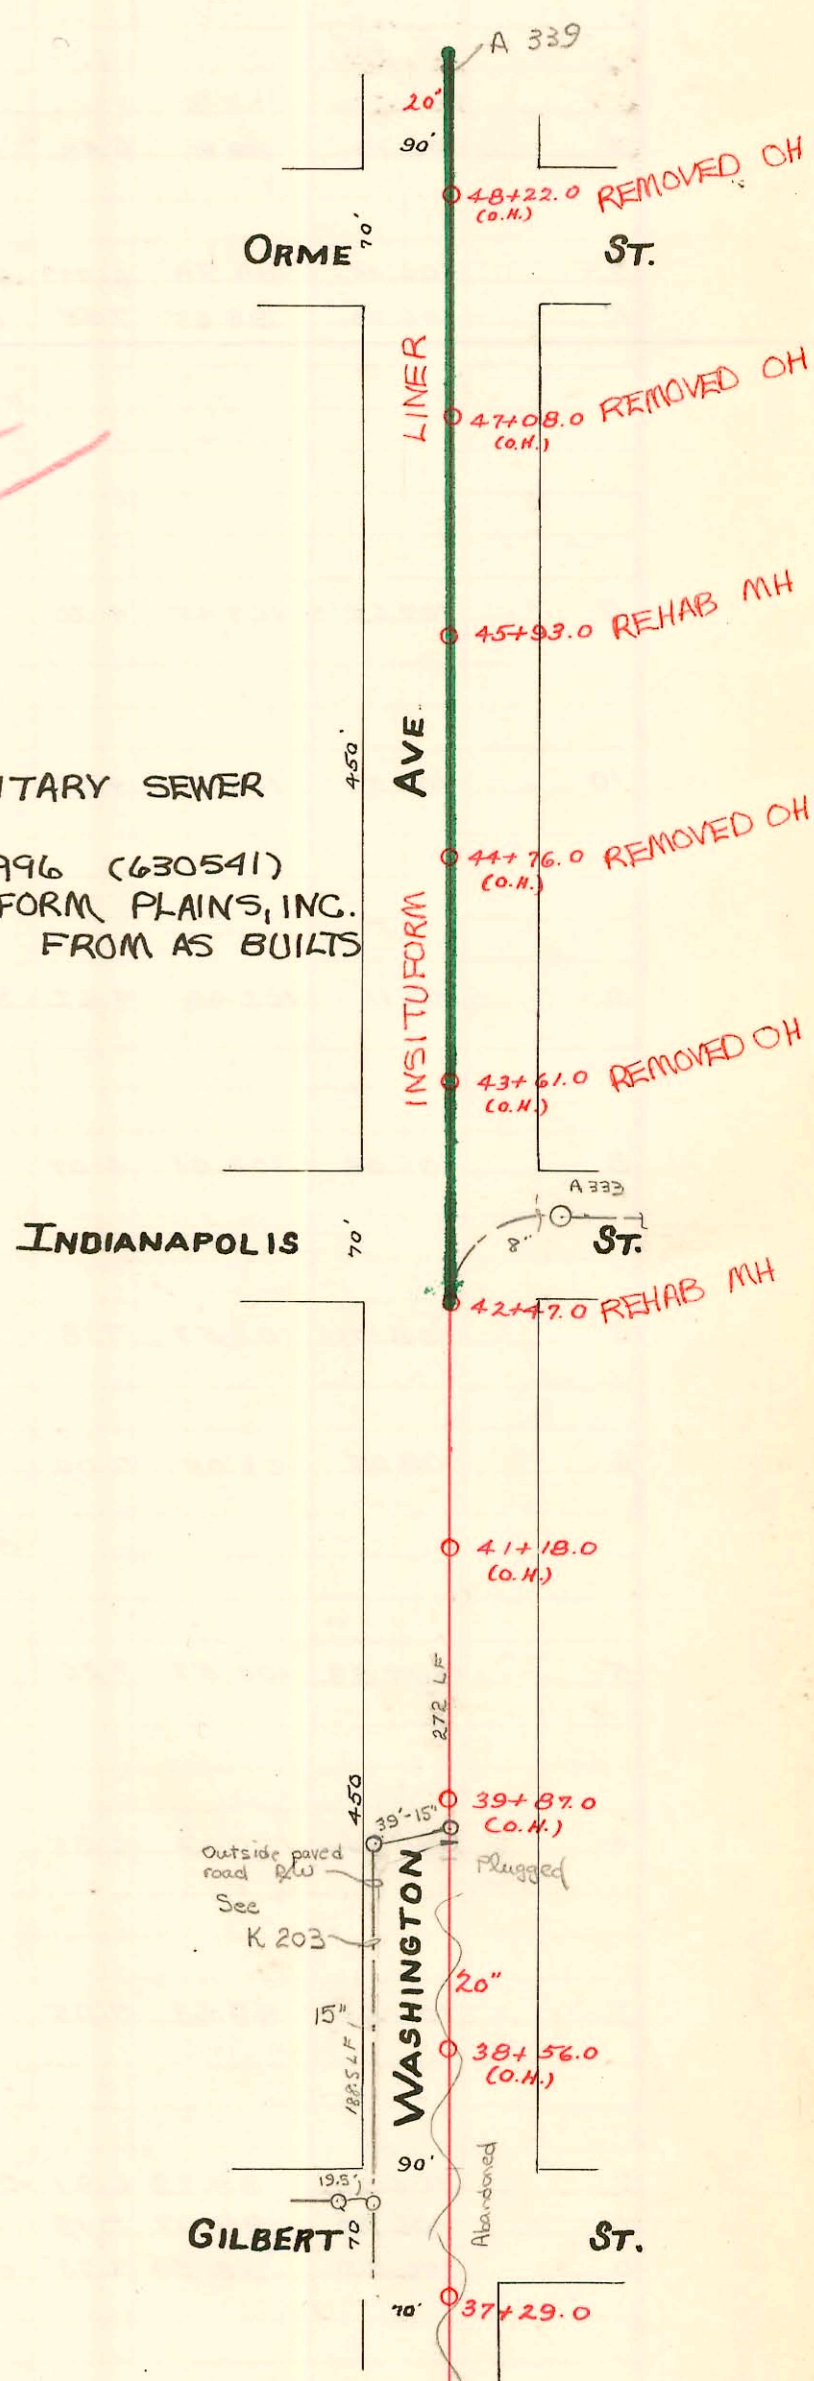 A 339
20'
90'
48+22.0 REMOVED OH
(O.H.)
70'
ORME ST.
LINER
47+08.0 REMOVED OH
(O.H.)
45+93.0 REHAB MH
450'
AVE.
ITARY SEWER
996 (630541)
FORM PLAINS, INC.
FROM AS BUILTS
44+76.0 REMOVED OH
(O.H.)
INSITUFORM
43+61.0 REMOVED OH
(O.H.)
A 333
INDIANAPOLIS ST.
70'
8"
42+47.0 REHAB MH
41+18.0
(O.H.)
272 LF
450
39+87.0
(O.H.)
39'-15"
Outside paved
road R/W
Plugged
See
K 203
WASHINGTON
20"
15"
188.5 LF
38+56.0
(O.H.)
90'
19.5'
Abandoned
GILBERT ST.
70
70'
37+29.0